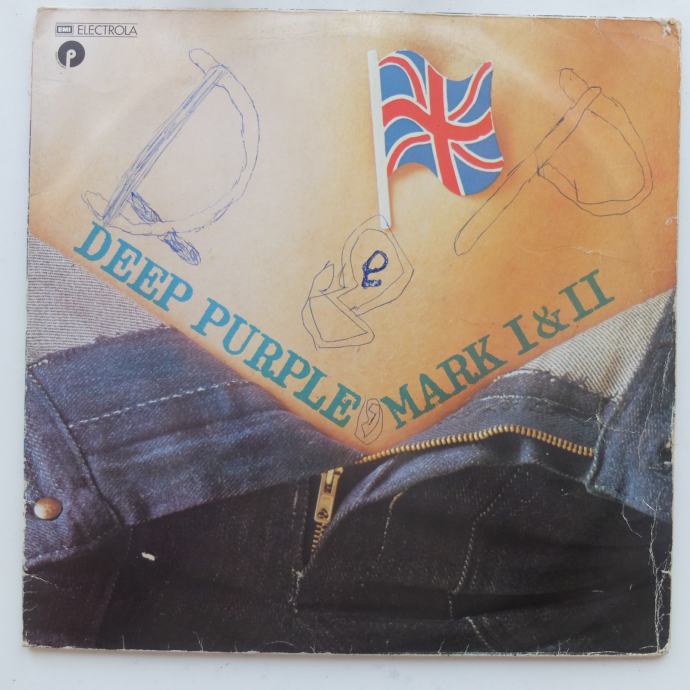 EMI ELECTROLA
P
D P
e
DEEP PURPLE MARK I & II